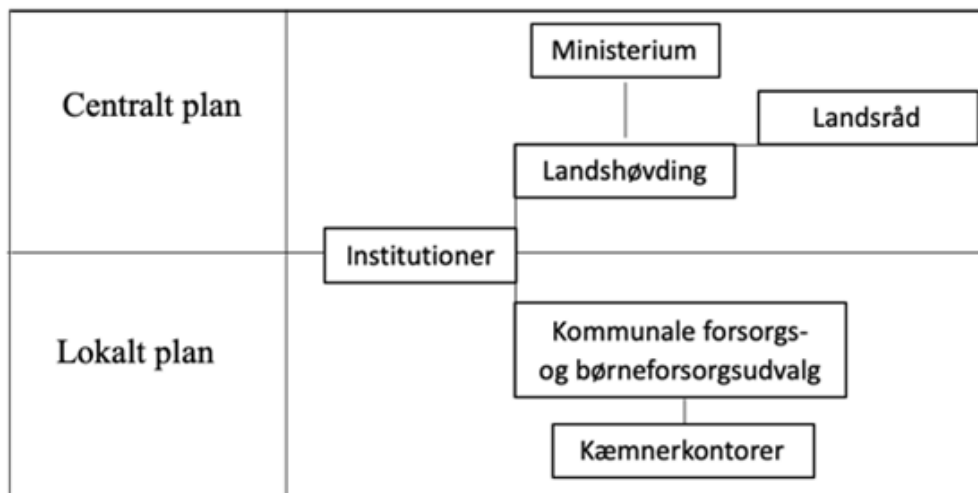 Centralt plan
Ministerium
Landsråd
Landshøvding
Institutioner
Lokalt plan
Kommunale forsorgs-
og børneforsorgsudvalg
Kæmnerkontorer